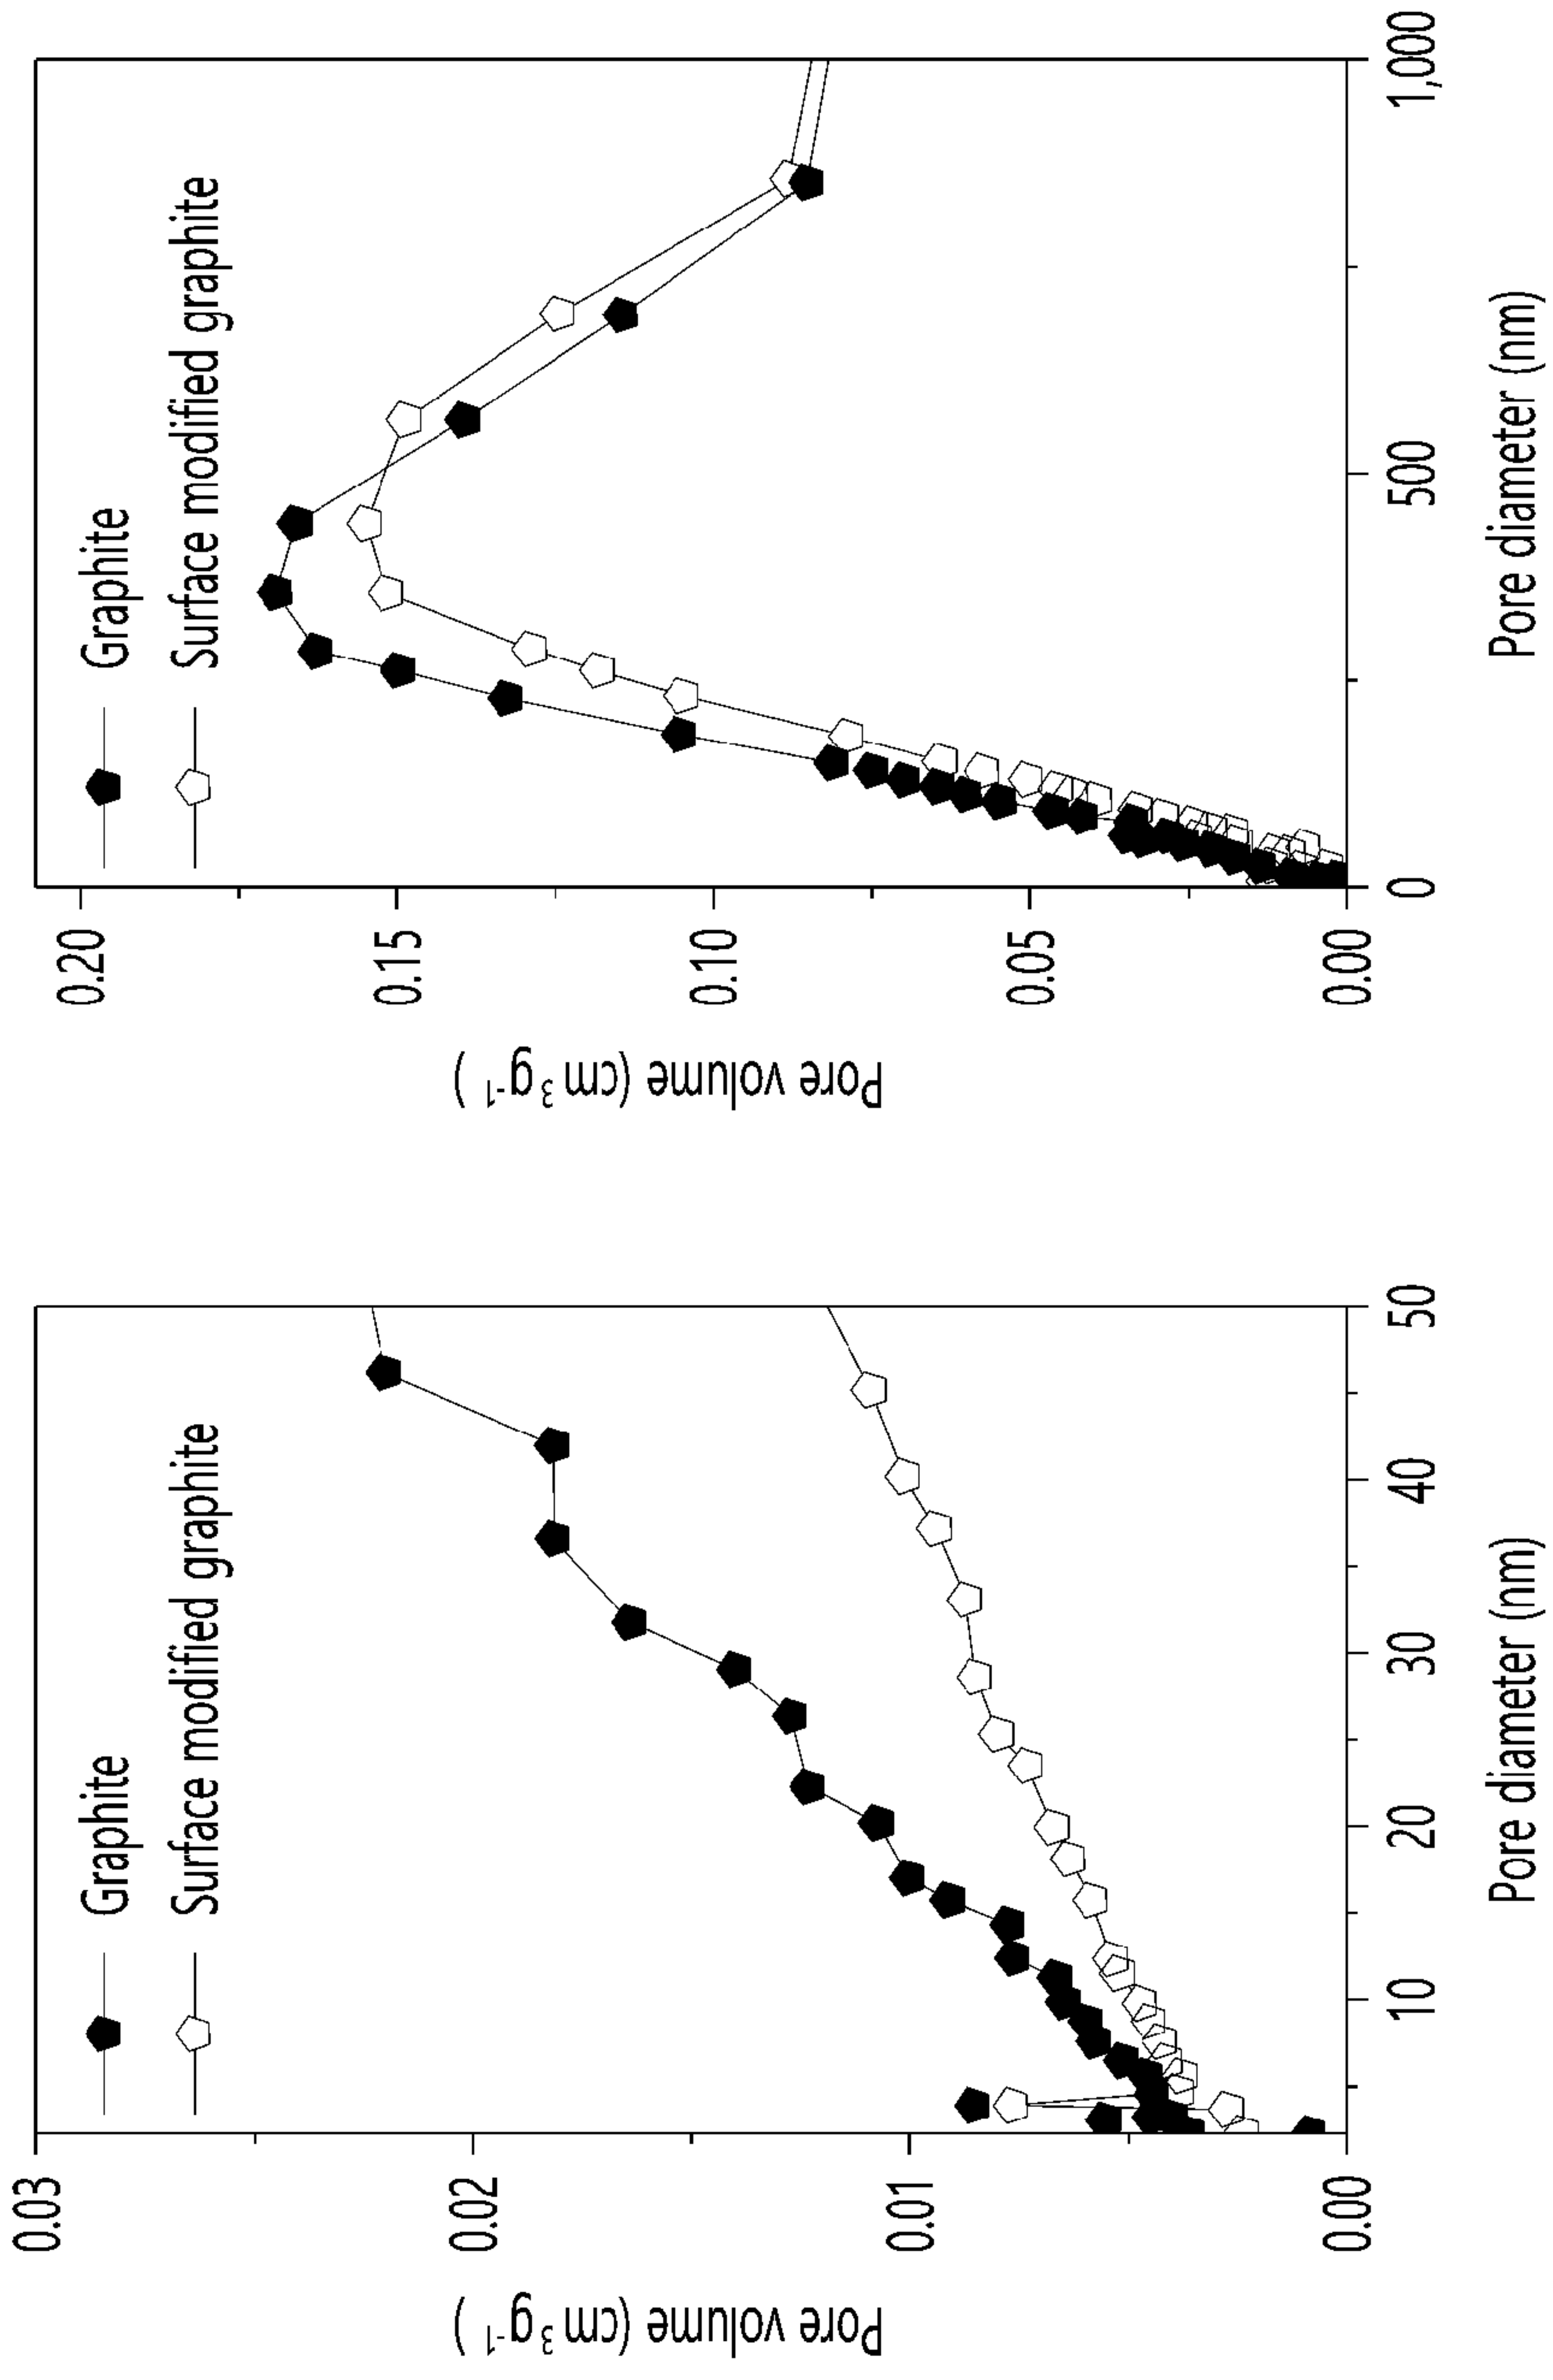 Graphite
Surface modified graphite
0.03
0.02
0.01
0.00
Pore volume (cm³g⁻¹)
10
20
30
40
50
Pore diameter (nm)
Graphite
Surface modified graphite
0.20
0.15
0.10
0.05
0.00
Pore volume (cm³g⁻¹)
0
500
1,000
Pore diameter (nm)